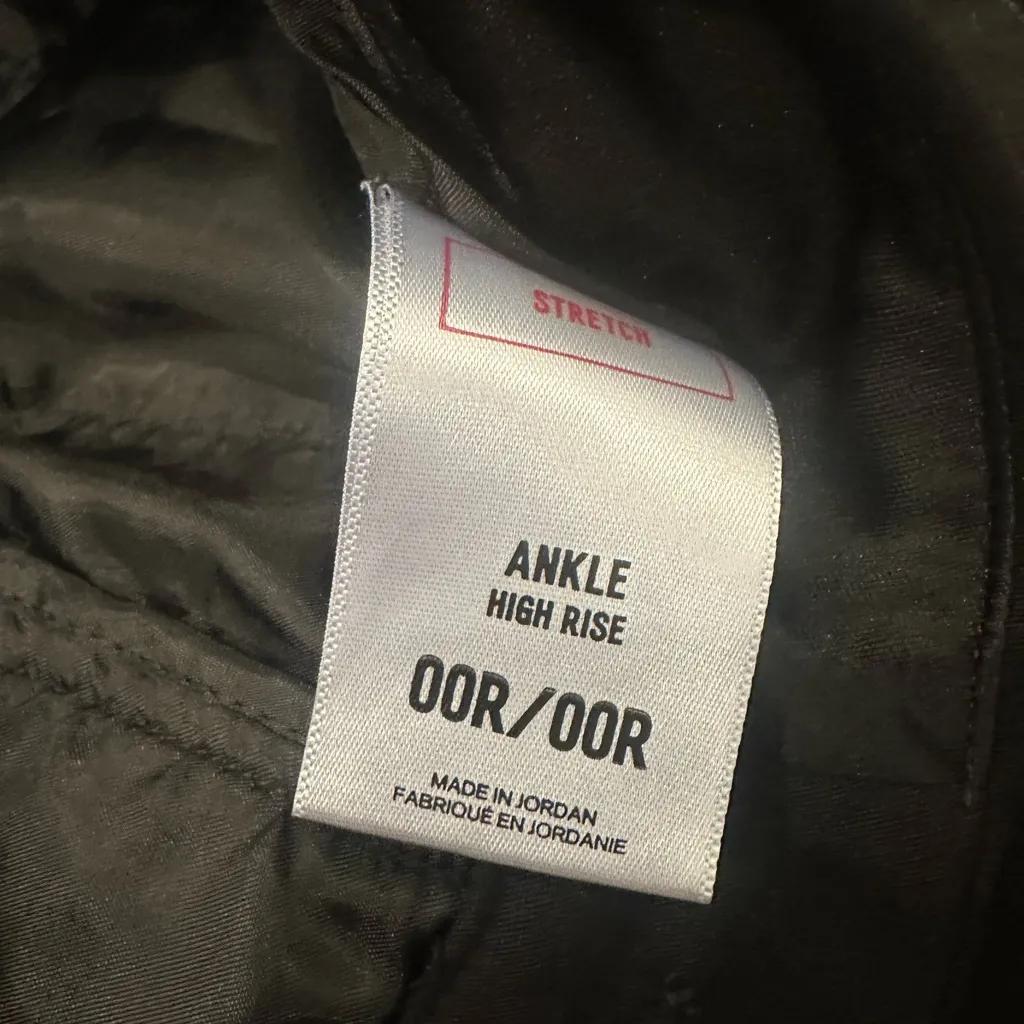 STRETCH
ANKLE
HIGH RISE
00R/00R
MADE IN JORDAN
FABRIQUÉ EN JORDANIE